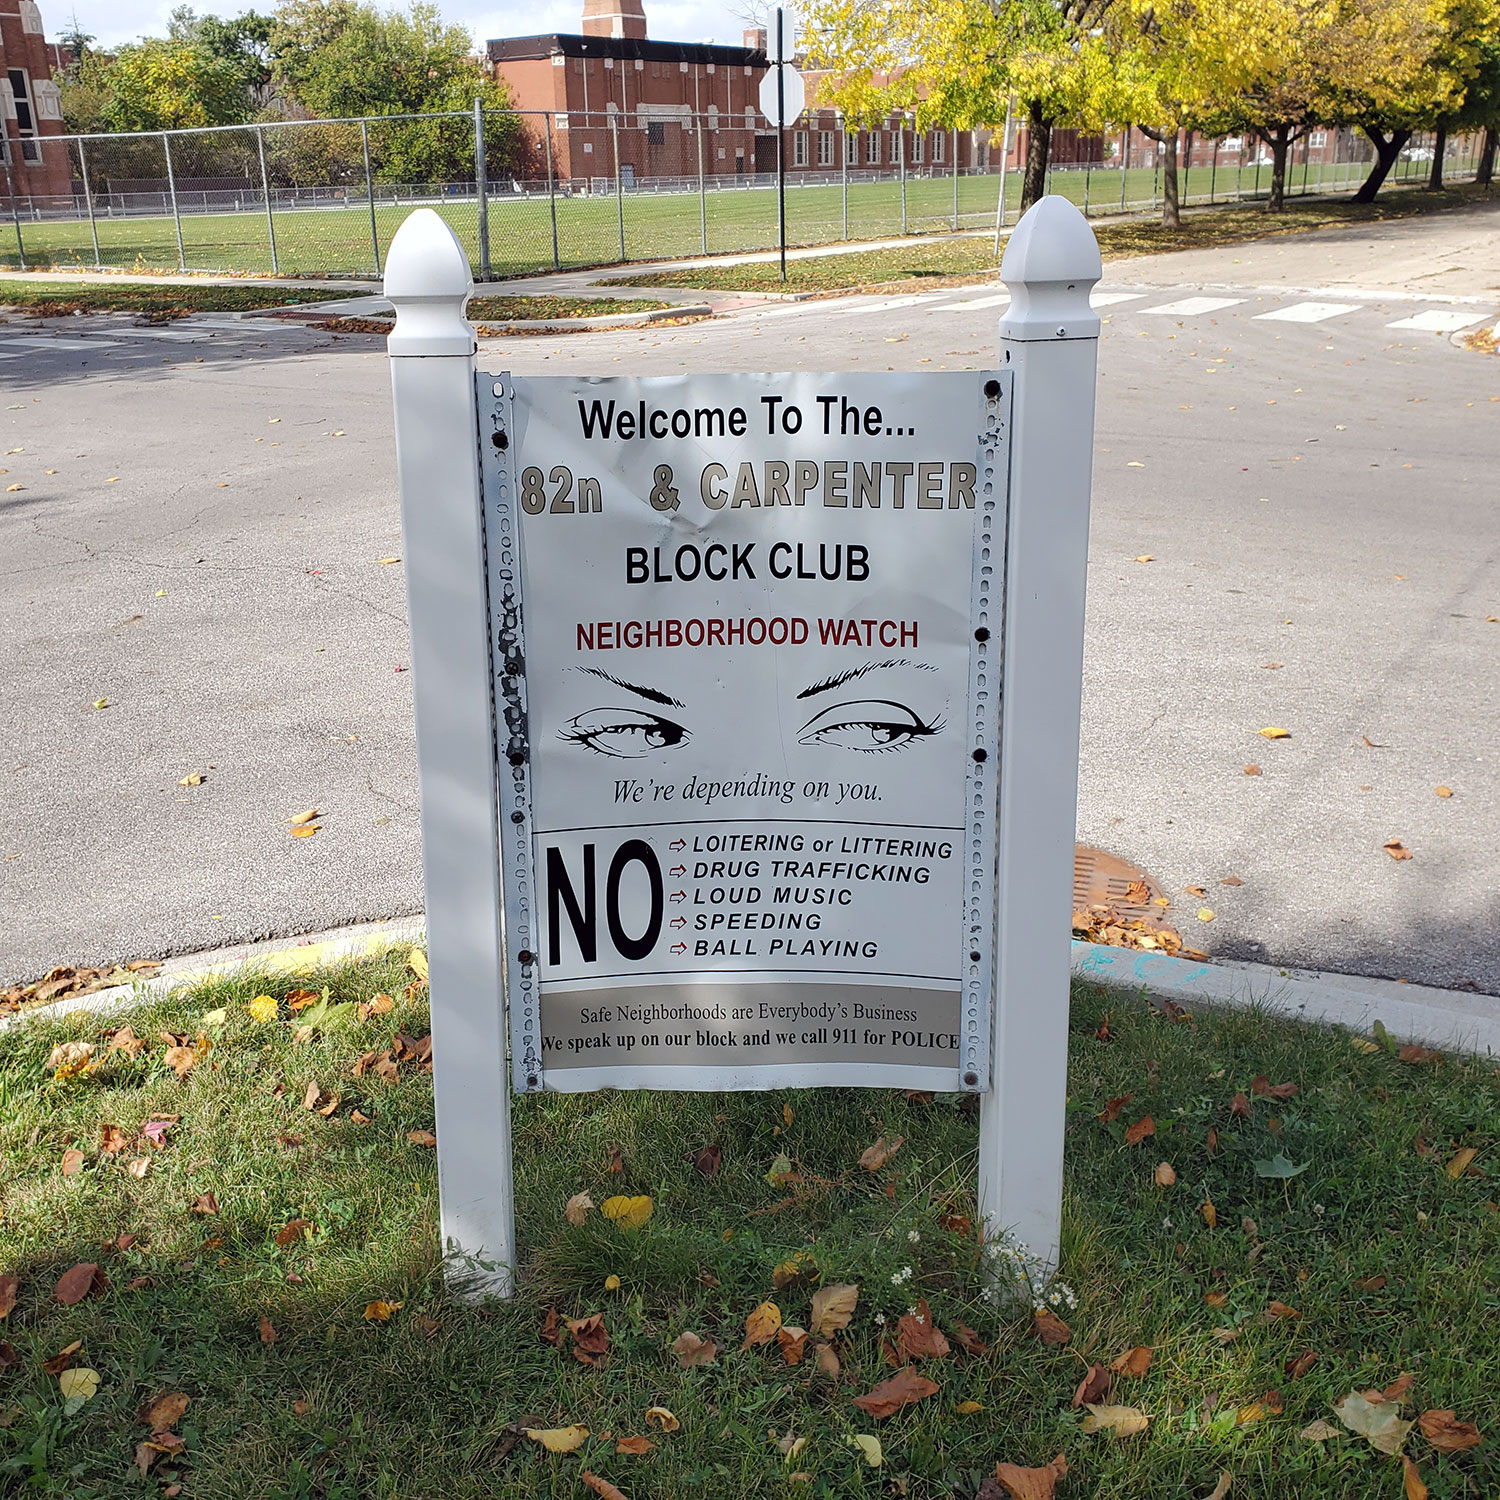 Welcome To The...
82n & CARPENTER
BLOCK CLUB
NEIGHBORHOOD WATCH
We're depending on you.
NO
⇨ LOITERING or LITTERING
⇨ DRUG TRAFFICKING
⇨ LOUD MUSIC
⇨ SPEEDING
⇨ BALL PLAYING
Safe Neighborhoods are Everybody's Business
We speak up on our block and we call 911 for POLICE